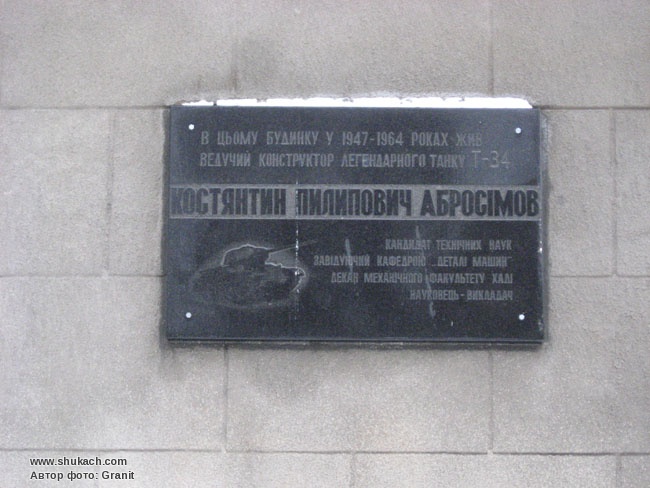 В ЦЬОМУ БУДИНКУ У 1947-1964 РОКАХ ЖИВ
ВЕДУЧИЙ КОНСТРУКТОР ЛЕГЕНДАРНОГО ТАНКУ Т-34
КОСТЯНТИН ПИЛИПОВИЧ АБРОСІМОВ
КАНДИДАТ ТЕХНІЧНИХ НАУК
ЗАВІДУЮЧИЙ КАФЕДРОЮ „ДЕТАЛІ МАШИН"
ДЕКАН МЕХАНІЧНОГО ФАКУЛЬТЕТУ ХАДІ
НАУКОВЕЦЬ-ВИКЛАДАЧ
www.shukach.com
Автор фото: Granit